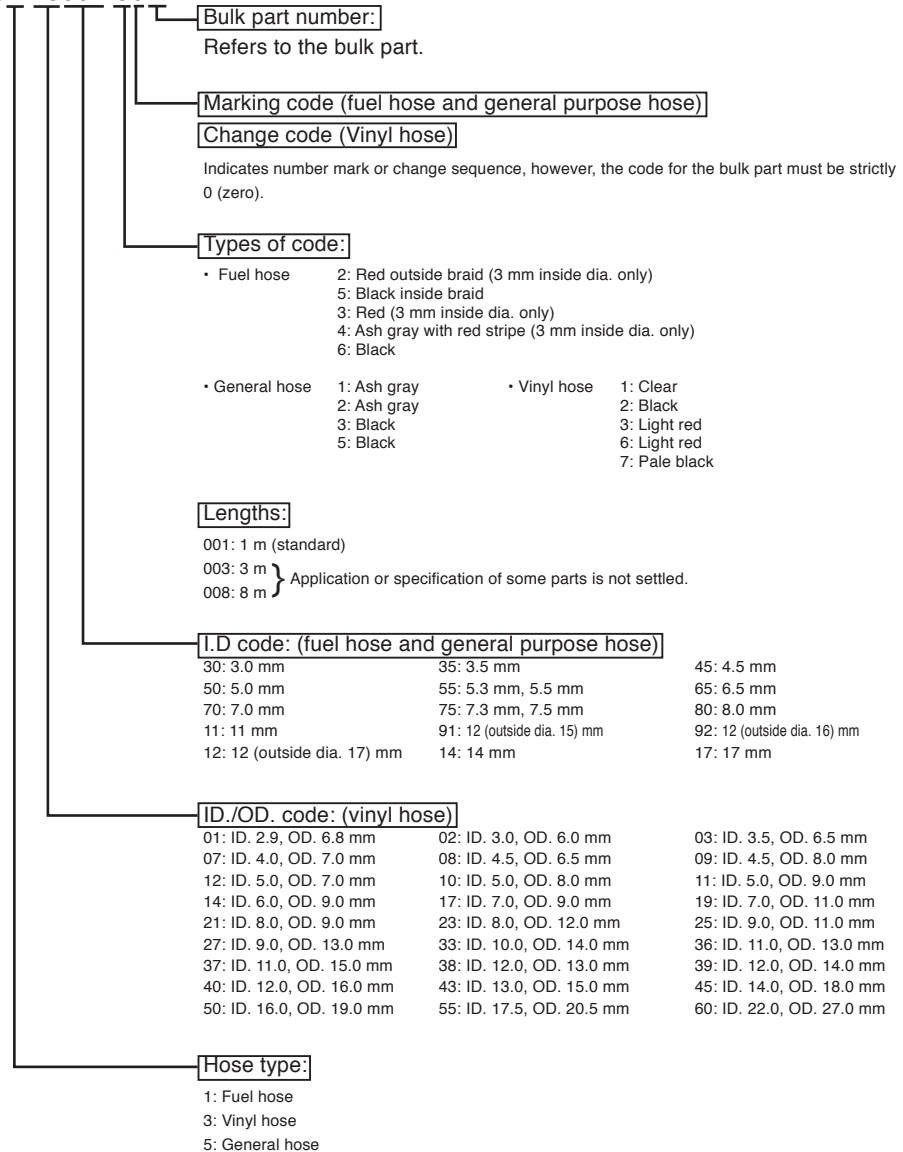 Bulk part number:
Refers to the bulk part.
Marking code (fuel hose and general purpose hose)
Change code (Vinyl hose)
Indicates number mark or change sequence, however, the code for the bulk part must be strictly
0 (zero).
Types of code:
• Fuel hose 2: Red outside braid (3 mm inside dia. only)
5: Black inside braid
3: Red (3 mm inside dia. only)
4: Ash gray with red stripe (3 mm inside dia. only)
6: Black
• General hose 1: Ash gray • Vinyl hose 1: Clear
2: Ash gray 2: Black
3: Black 3: Light red
5: Black 6: Light red
7: Pale black
Lengths:
001: 1 m (standard)
003: 3 m
} Application or specification of some parts is not settled.
008: 8 m
I.D code: (fuel hose and general purpose hose)
30: 3.0 mm 35: 3.5 mm 45: 4.5 mm
50: 5.0 mm 55: 5.3 mm, 5.5 mm 65: 6.5 mm
70: 7.0 mm 75: 7.3 mm, 7.5 mm 80: 8.0 mm
11: 11 mm 91: 12 (outside dia. 15) mm 92: 12 (outside dia. 16) mm
12: 12 (outside dia. 17) mm 14: 14 mm 17: 17 mm
ID./OD. code: (vinyl hose)
01: ID. 2.9, OD. 6.8 mm 02: ID. 3.0, OD. 6.0 mm 03: ID. 3.5, OD. 6.5 mm
07: ID. 4.0, OD. 7.0 mm 08: ID. 4.5, OD. 6.5 mm 09: ID. 4.5, OD. 8.0 mm
12: ID. 5.0, OD. 7.0 mm 10: ID. 5.0, OD. 8.0 mm 11: ID. 5.0, OD. 9.0 mm
14: ID. 6.0, OD. 9.0 mm 17: ID. 7.0, OD. 9.0 mm 19: ID. 7.0, OD. 11.0 mm
21: ID. 8.0, OD. 9.0 mm 23: ID. 8.0, OD. 12.0 mm 25: ID. 9.0, OD. 11.0 mm
27: ID. 9.0, OD. 13.0 mm 33: ID. 10.0, OD. 14.0 mm 36: ID. 11.0, OD. 13.0 mm
37: ID. 11.0, OD. 15.0 mm 38: ID. 12.0, OD. 13.0 mm 39: ID. 12.0, OD. 14.0 mm
40: ID. 12.0, OD. 16.0 mm 43: ID. 13.0, OD. 15.0 mm 45: ID. 14.0, OD. 18.0 mm
50: ID. 16.0, OD. 19.0 mm 55: ID. 17.5, OD. 20.5 mm 60: ID. 22.0, OD. 27.0 mm
Hose type:
1: Fuel hose
3: Vinyl hose
5: General hose